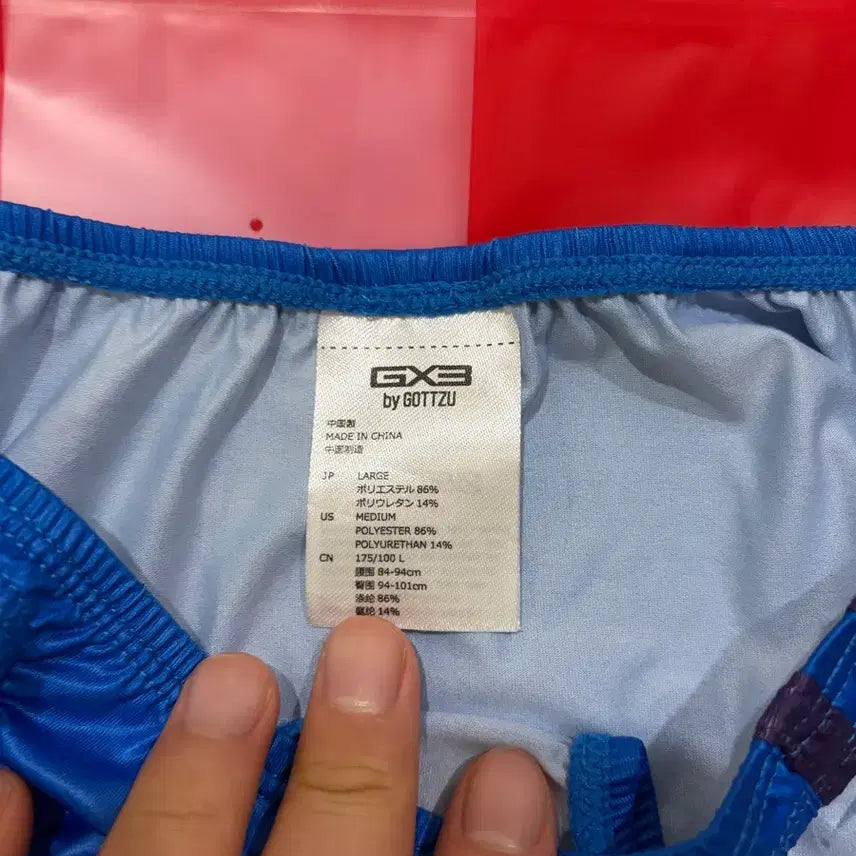 GX3
by GOTTZU
中国製
MADE IN CHINA
中国制造
JP LARGE
ポリエステル 86%
ポリウレタン 14%
US MEDIUM
POLYESTER 86%
POLYURETHAN 14%
CN 175/100 L
腰围 84-94cm
臀围 94-101cm
涤纶 86%
氨纶 14%